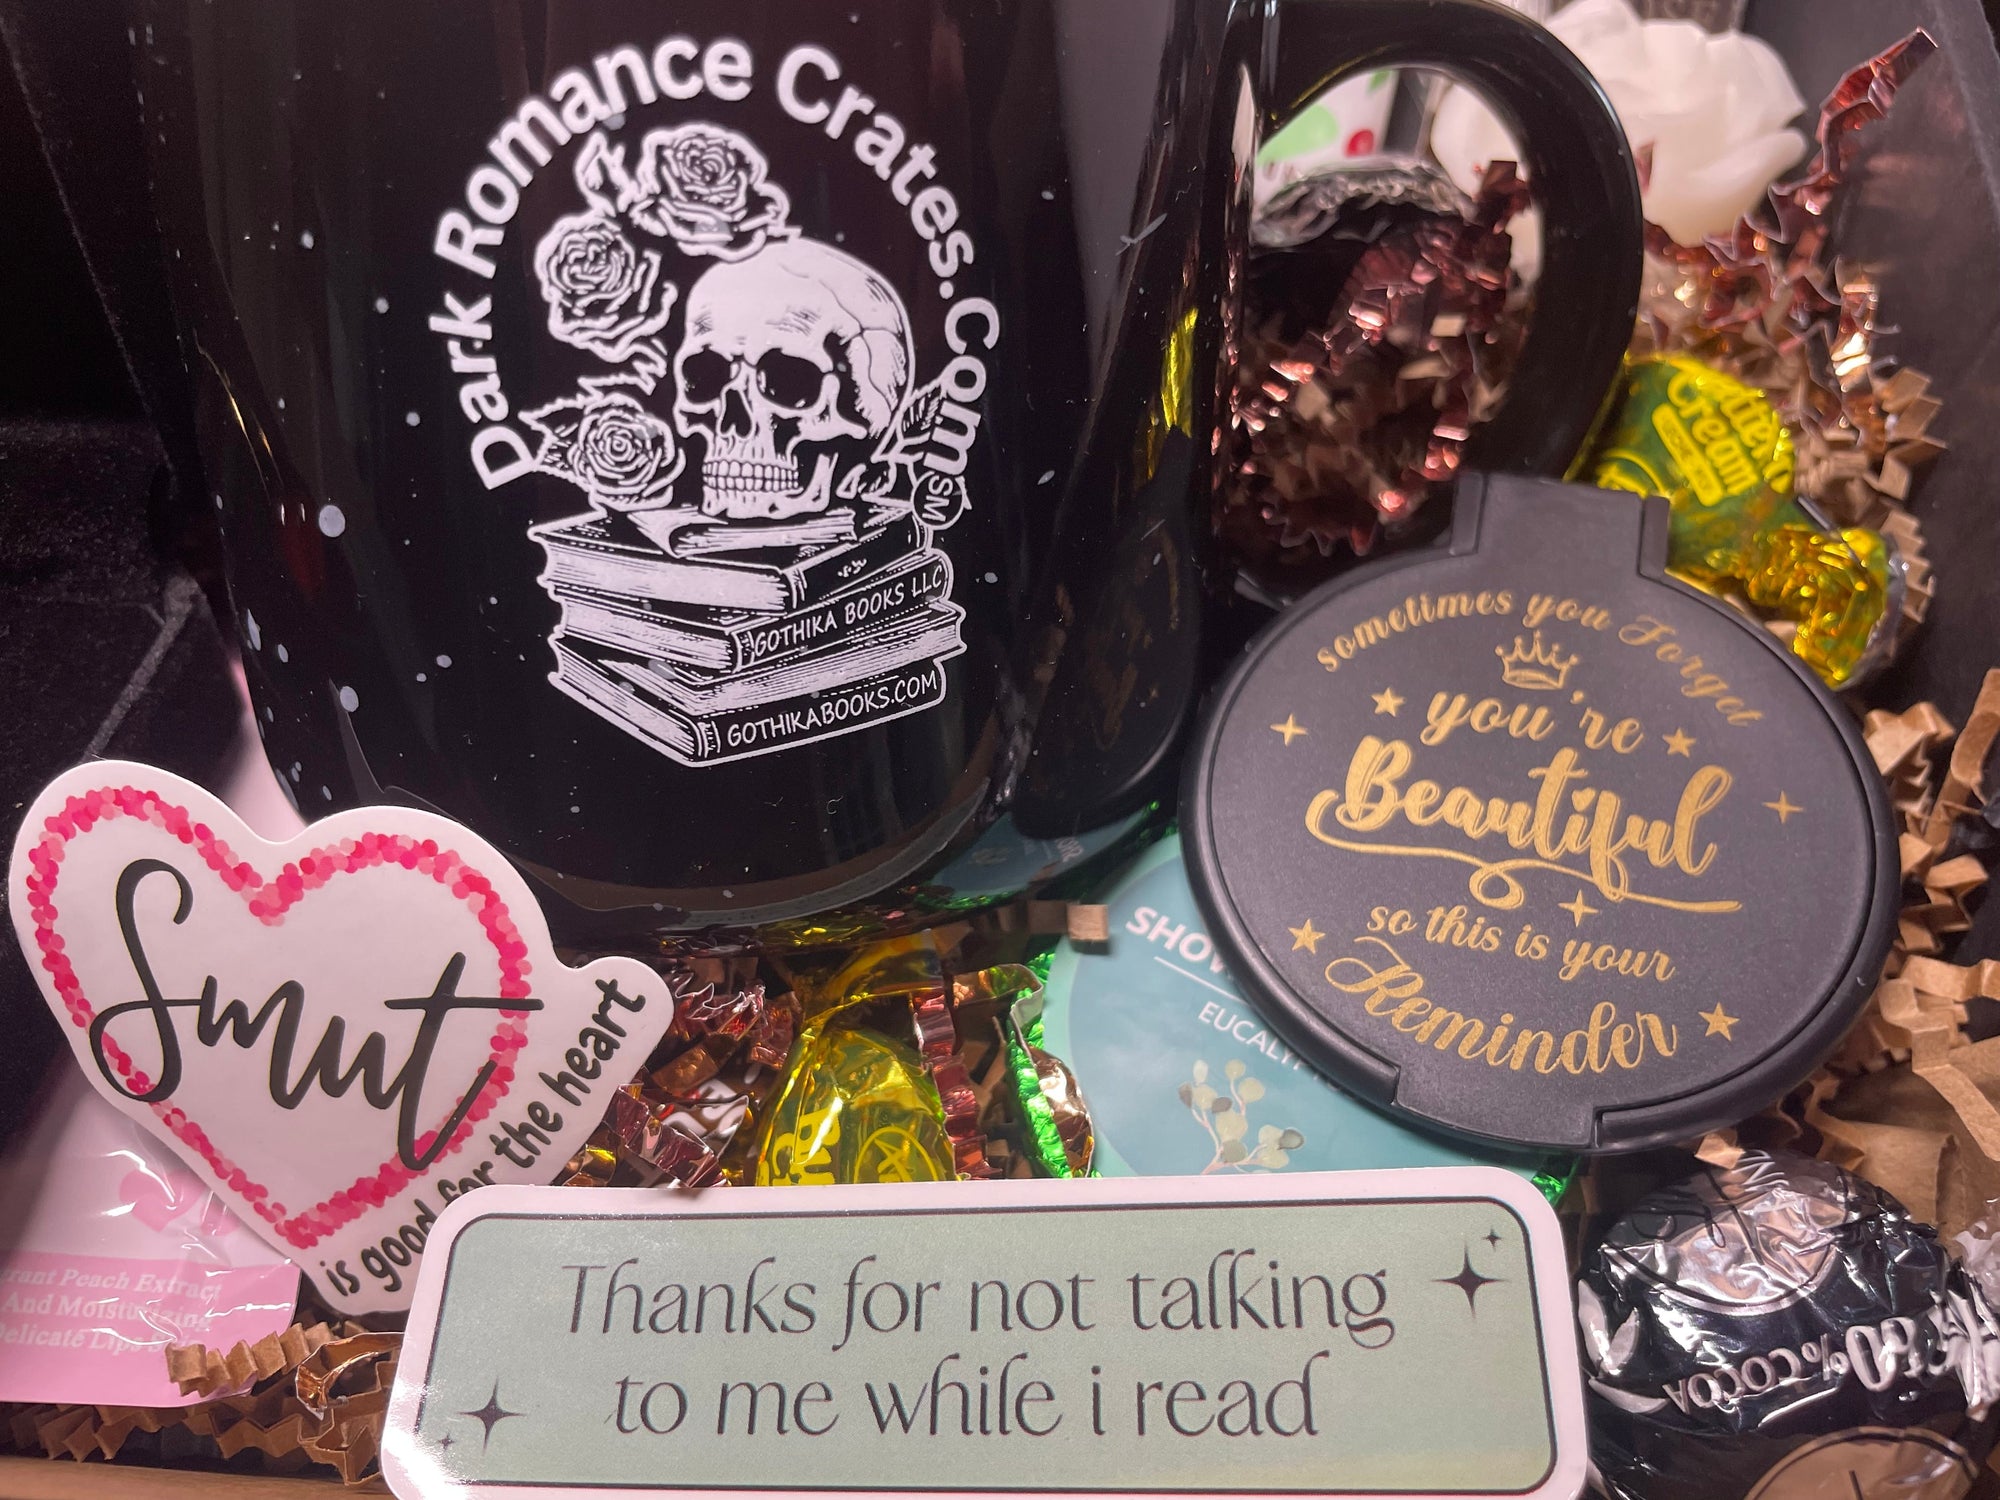 Dark Romance Crates.Com
SM
GOTHIKA BOOKS LLC
GOTHIKABOOKS.COM
sometimes you Forget
you're
Beautiful
so this is your
Reminder
Cream
SHOW
EUCALY
Smut
is good for the heart
Peach Extract
And Moisturizing
Delicate Lips
Thanks for not talking
to me while i read
60% COCOA